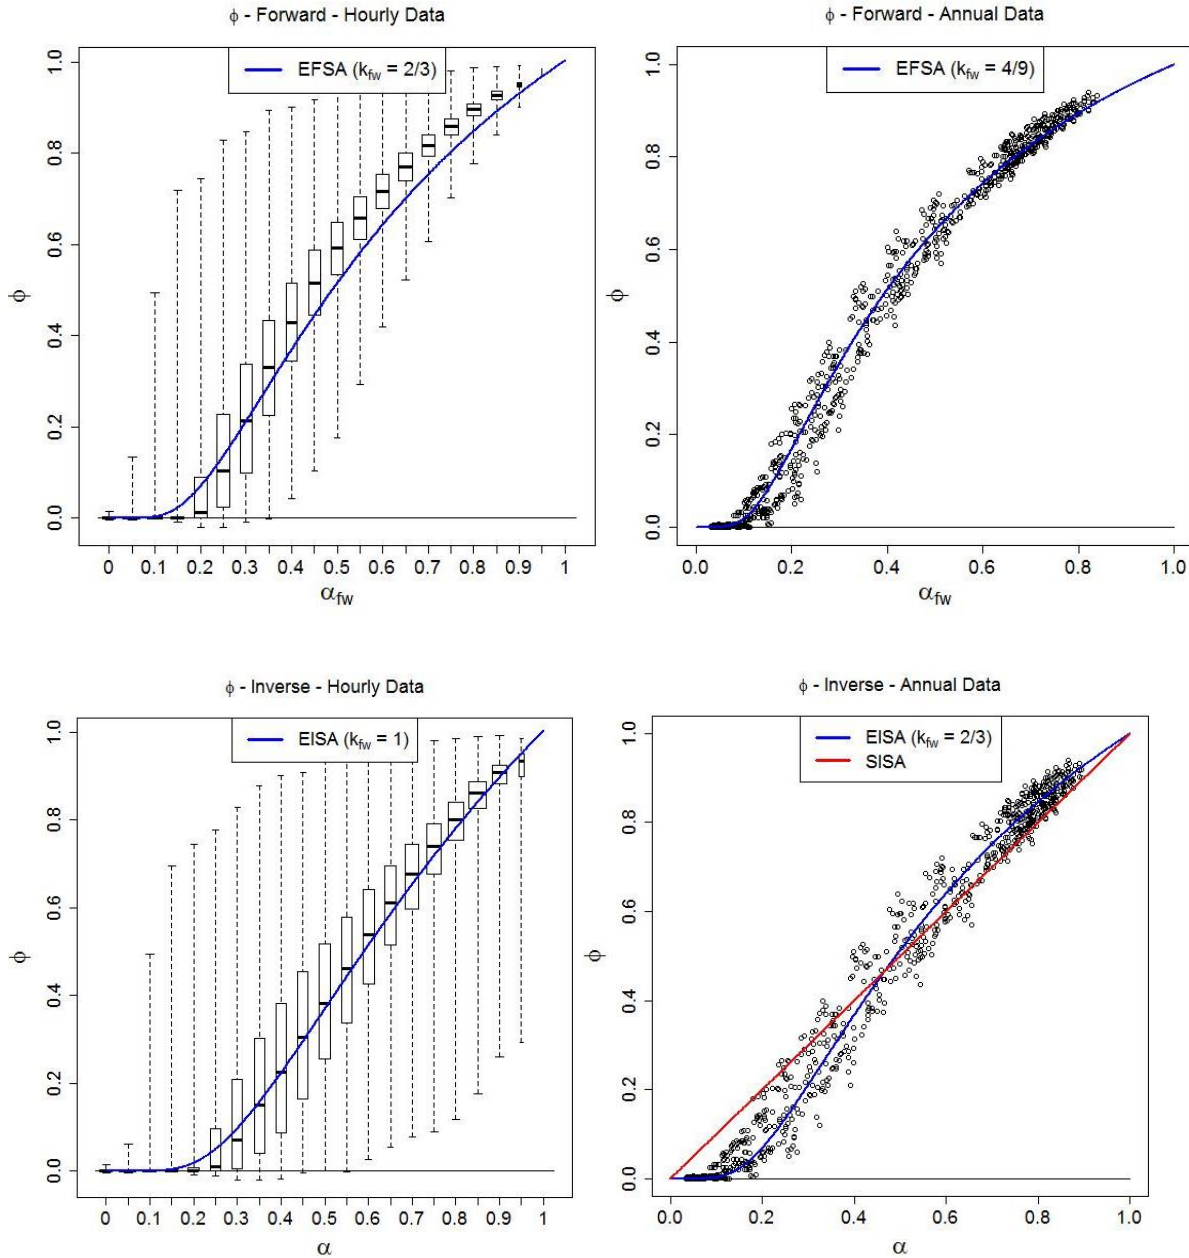 ϕ - Forward - Hourly Data
EFSA (k_fw = 2/3)
ϕ
1.0
0.8
0.6
0.4
0.2
0.0
0 0.1 0.2 0.3 0.4 0.5 0.6 0.7 0.8 0.9 1
α_fw
ϕ - Forward - Annual Data
EFSA (k_fw = 4/9)
ϕ
1.0
0.8
0.6
0.4
0.2
0.0
0.0 0.2 0.4 0.6 0.8 1.0
α_fw
ϕ - Inverse - Hourly Data
EISA (k_fw = 1)
ϕ
1.0
0.8
0.6
0.4
0.2
0.0
0 0.1 0.2 0.3 0.4 0.5 0.6 0.7 0.8 0.9 1
α
ϕ - Inverse - Annual Data
EISA (k_fw = 2/3)
SISA
ϕ
1.0
0.8
0.6
0.4
0.2
0.0
0.0 0.2 0.4 0.6 0.8 1.0
α